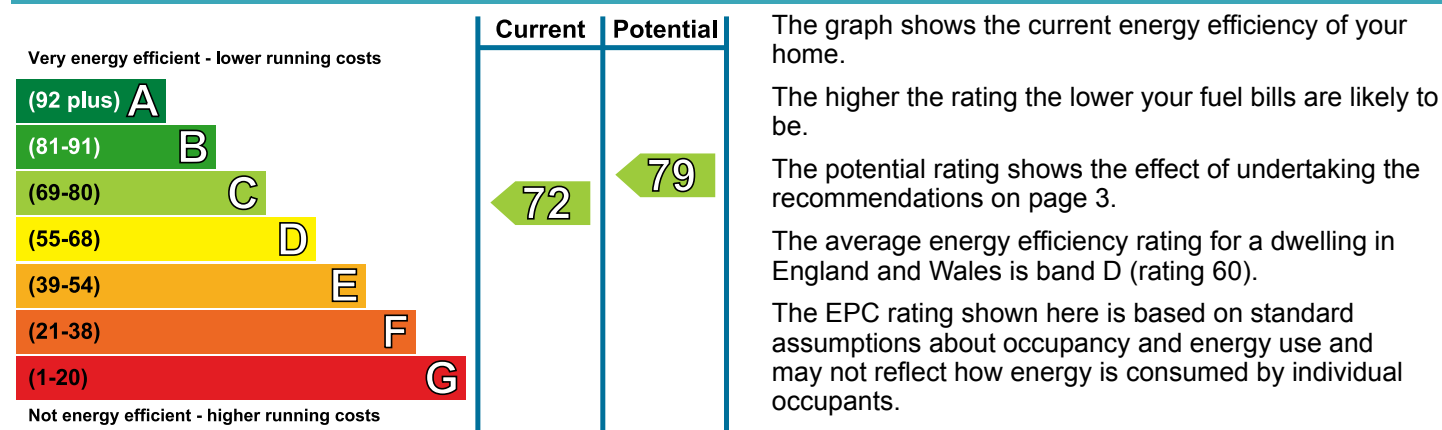 Current Potential
Very energy efficient - lower running costs
(92 plus) A
(81-91) B
(69-80) C
(55-68) D
(39-54) E
(21-38) F
(1-20) G
Not energy efficient - higher running costs
72
79
The graph shows the current energy efficiency of your
home.
The higher the rating the lower your fuel bills are likely to
be.
The potential rating shows the effect of undertaking the
recommendations on page 3.
The average energy efficiency rating for a dwelling in
England and Wales is band D (rating 60).
The EPC rating shown here is based on standard
assumptions about occupancy and energy use and
may not reflect how energy is consumed by individual
occupants.